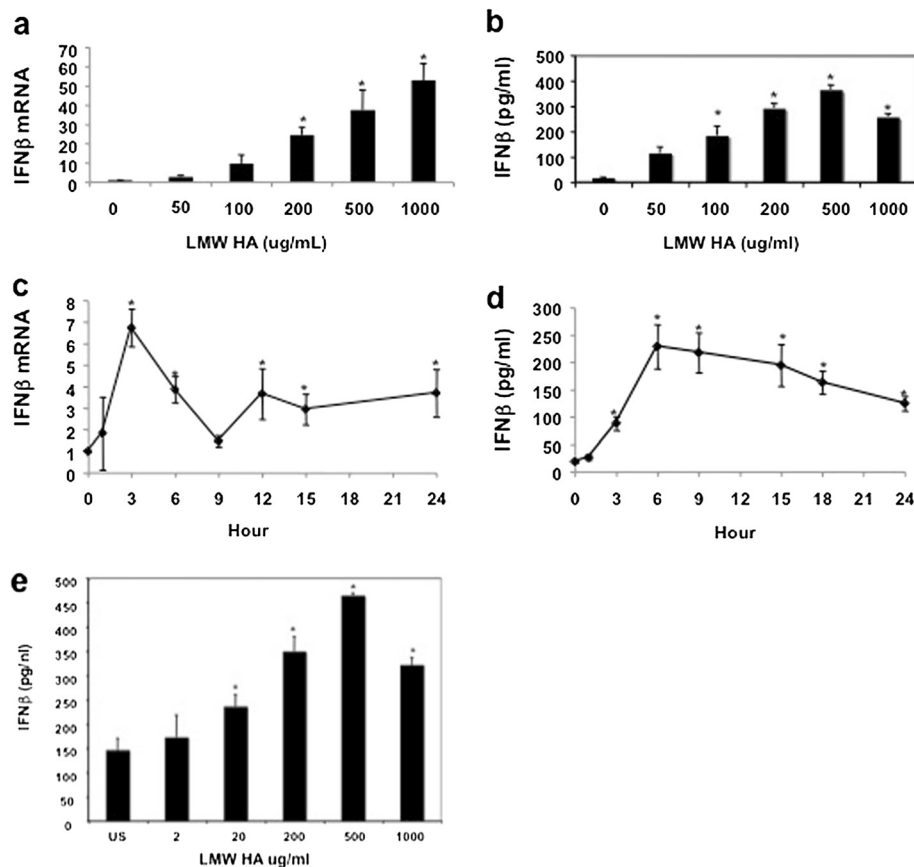 a
IFNβ mRNA
70
60
50
40
30
20
10
0
* * *
0 50 100 200 500 1000
LMW HA (ug/mL)
b
IFNβ (pg/ml)
500
400
300
200
100
0
* * * *
0 50 100 200 500 1000
LMW HA (ug/ml)
c
IFNβ mRNA
8
7
6
5
4
3
2
1
0
* * * * *
0 3 6 9 12 15 18 21 24
Hour
d
IFNβ (pg/ml)
300
250
200
150
100
50
0
* * * * * *
0 3 6 9 12 15 18 21 24
Hour
e
IFNβ (pg/nl)
500
450
400
350
300
250
200
150
100
50
0
* * * *
US 2 20 200 500 1000
LMW HA ug/ml